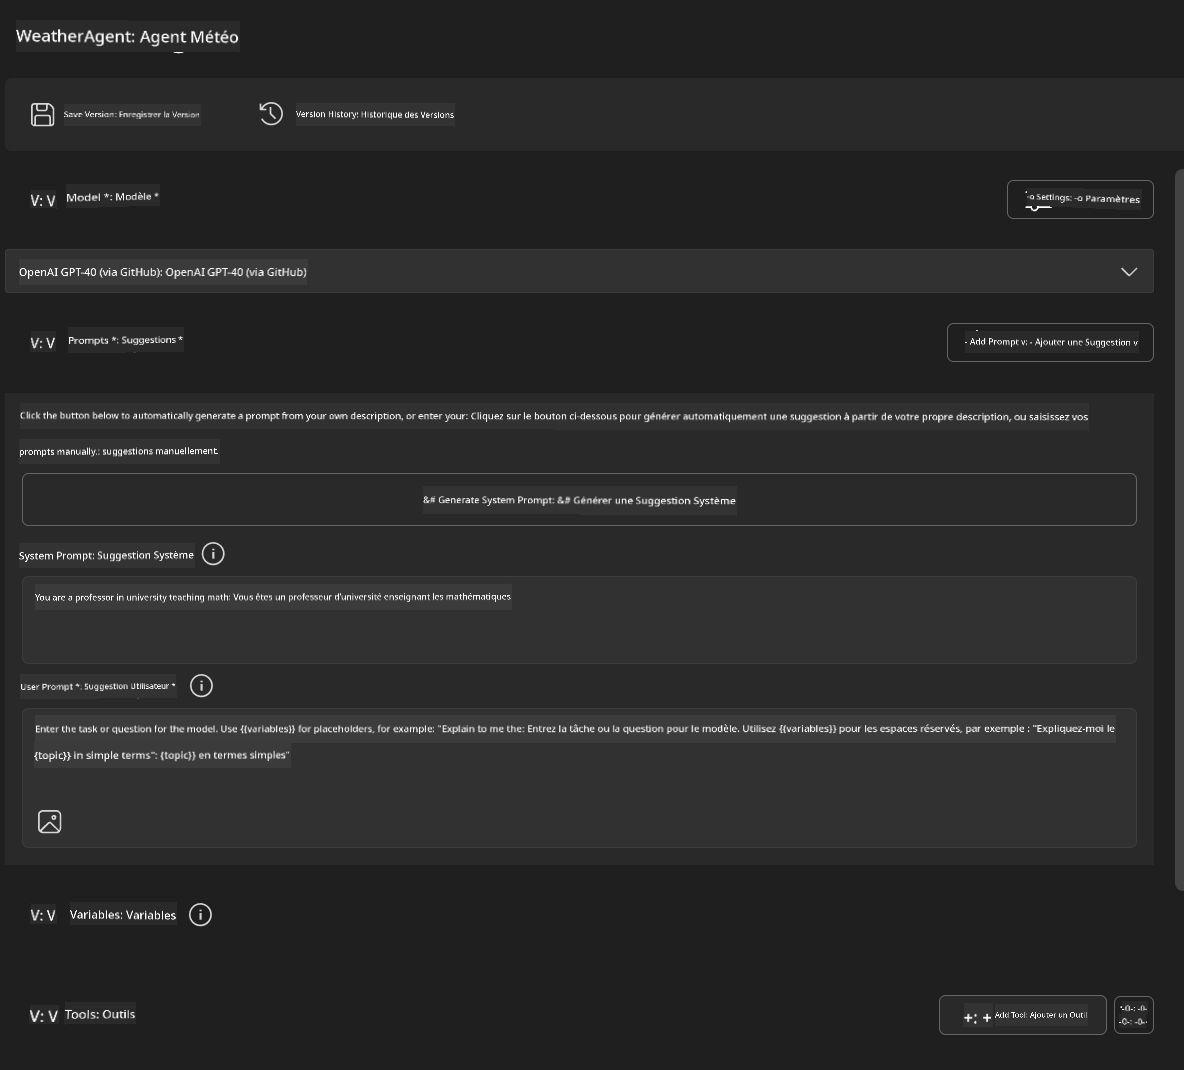 WeatherAgent: Agent Météo
Save Version: Enregistrer la Version
Version History: Historique des Versions
V: V Model *: Modèle *
-o Settings: -o Paramètres
OpenAI GPT-40 (via GitHub): OpenAI GPT-40 (via GitHub)
V: V Prompts *: Suggestions *
- Add Prompt v: - Ajouter une Suggestion v
Click the button below to automatically generate a prompt from your own description, or enter your: Cliquez sur le bouton ci-dessous pour générer automatiquement une suggestion à partir de votre propre description, ou saisissez vos
prompts manually.: suggestions manuellement.
&# Generate System Prompt: &# Générer une Suggestion Système
System Prompt: Suggestion Système
You are a professor in university teaching math: Vous êtes un professeur d'université enseignant les mathématiques
User Prompt *: Suggestion Utilisateur *
Enter the task or question for the model. Use {{variables}} for placeholders, for example: "Explain to me the: Entrez la tâche ou la question pour le modèle. Utilisez {{variables}} pour les espaces réservés, par exemple : "Expliquez-moi le
{topic}} in simple terms": {topic}} en termes simples"
V: V Variables: Variables
V: V Tools: Outils
+: + Add Tool: Ajouter un Outil
-0-: -0-
-0-: -0-